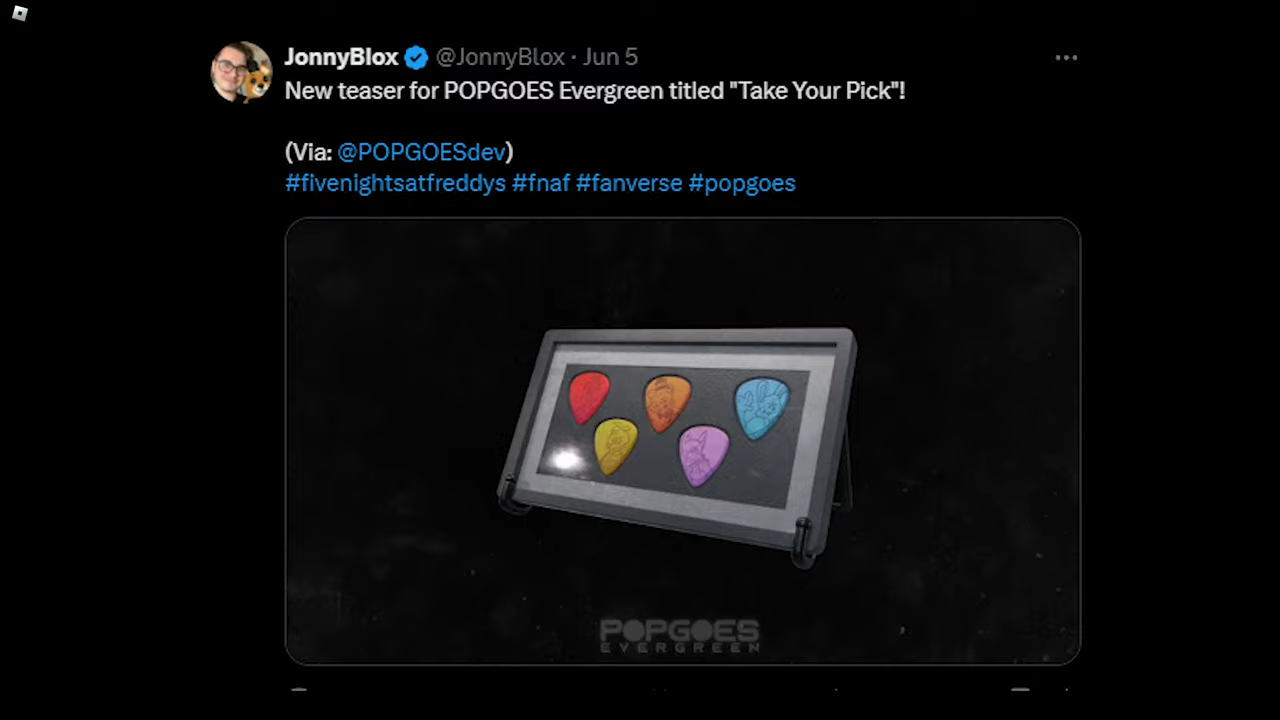 JonnyBlox @JonnyBlox · Jun 5
New teaser for POPGOES Evergreen titled "Take Your Pick"!
(Via: @POPGOESdev)
#fivenightsatfreddys #fnaf #fanverse #popgoes
POPGOES
EVERGREEN